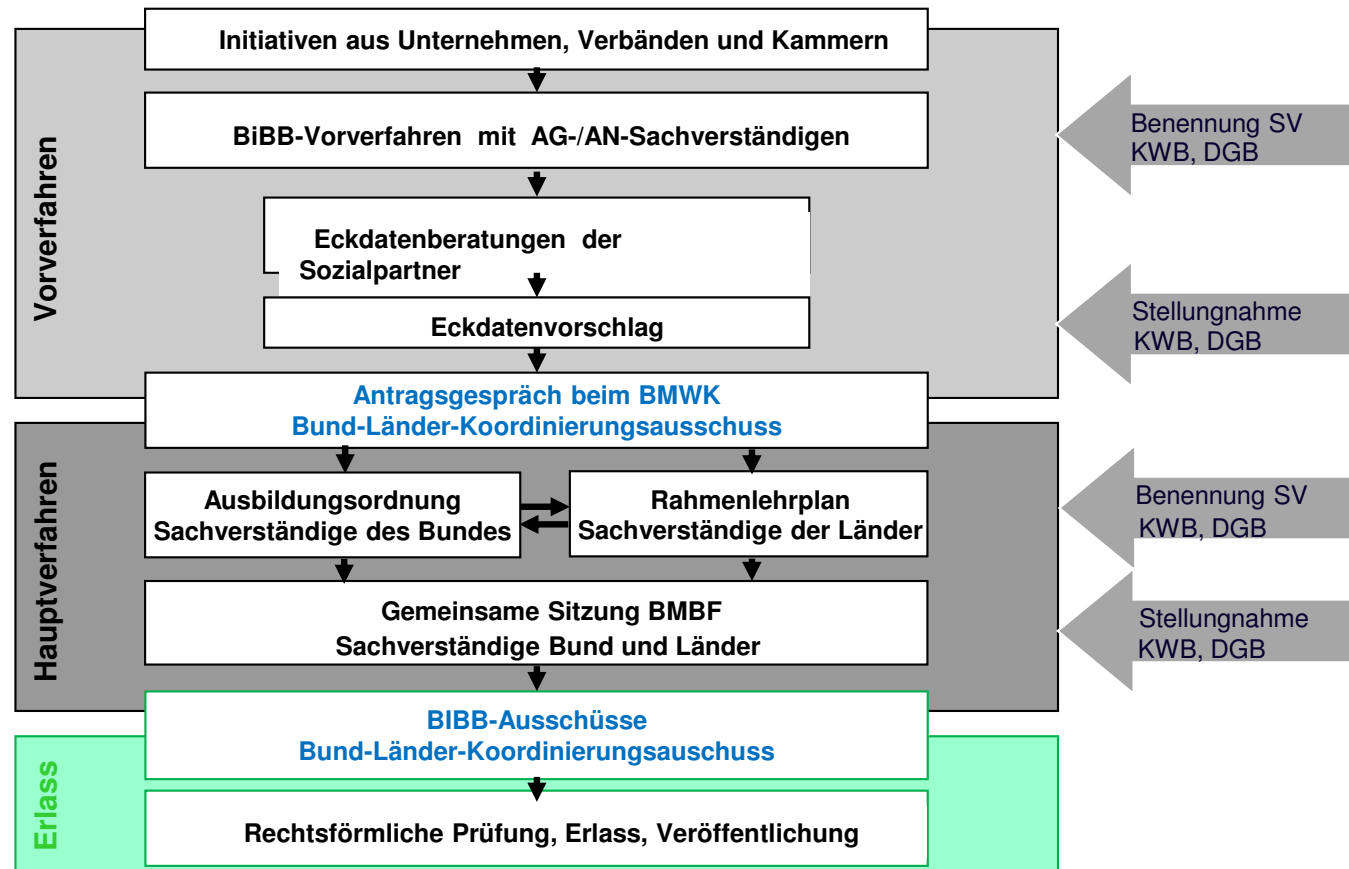 Initiativen aus Unternehmen, Verbänden und Kammern
Vorverfahren
BiBB-Vorverfahren mit AG-/AN-Sachverständigen
Benennung SV
KWB, DGB
Eckdatenberatungen der
Sozialpartner
Eckdatenvorschlag
Stellungnahme
KWB, DGB
Antragsgespräch beim BMWK
Bund-Länder-Koordinierungsausschuss
Hauptverfahren
Ausbildungsordnung
Sachverständige des Bundes
Rahmenlehrplan
Sachverständige der Länder
Benennung SV
KWB, DGB
Gemeinsame Sitzung BMBF
Sachverständige Bund und Länder
Stellungnahme
KWB, DGB
BIBB-Ausschüsse
Bund-Länder-Koordinierungsauschuss
Erlass
Rechtsförmliche Prüfung, Erlass, Veröffentlichung